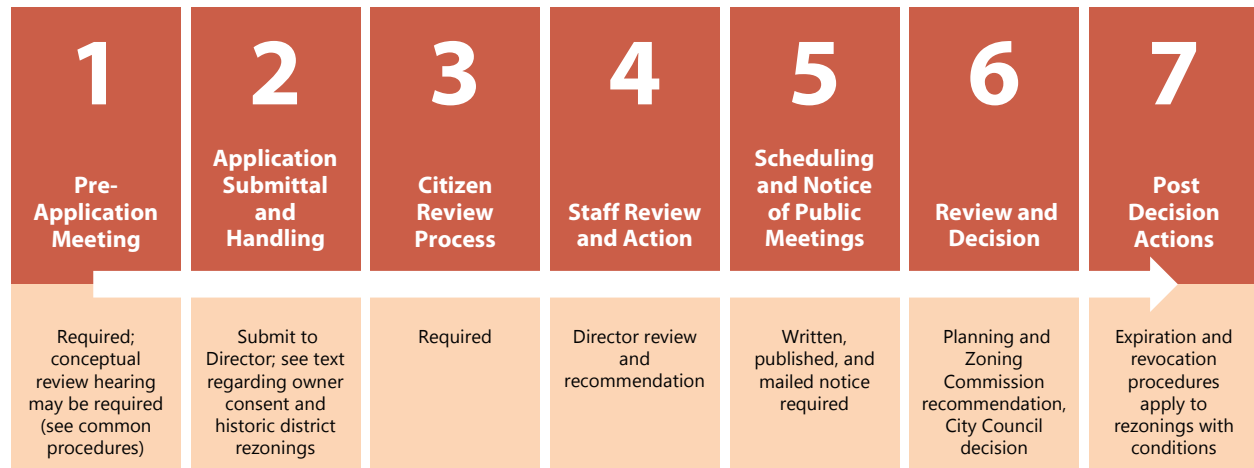 1
Pre-
Application
Meeting
Required;
conceptual
review hearing
may be required
(see common
procedures)
2
Application
Submittal
and
Handling
Submit to
Director; see text
regarding owner
consent and
historic district
rezonings
3
Citizen
Review
Process
Required
4
Staff Review
and Action
Director review
and
recommendation
5
Scheduling
and Notice
of Public
Meetings
Written,
published, and
mailed notice
required
6
Review and
Decision
Planning and
Zoning
Commission
recommendation,
City Council
decision
7
Post
Decision
Actions
Expiration and
revocation
procedures
apply to
rezonings with
conditions